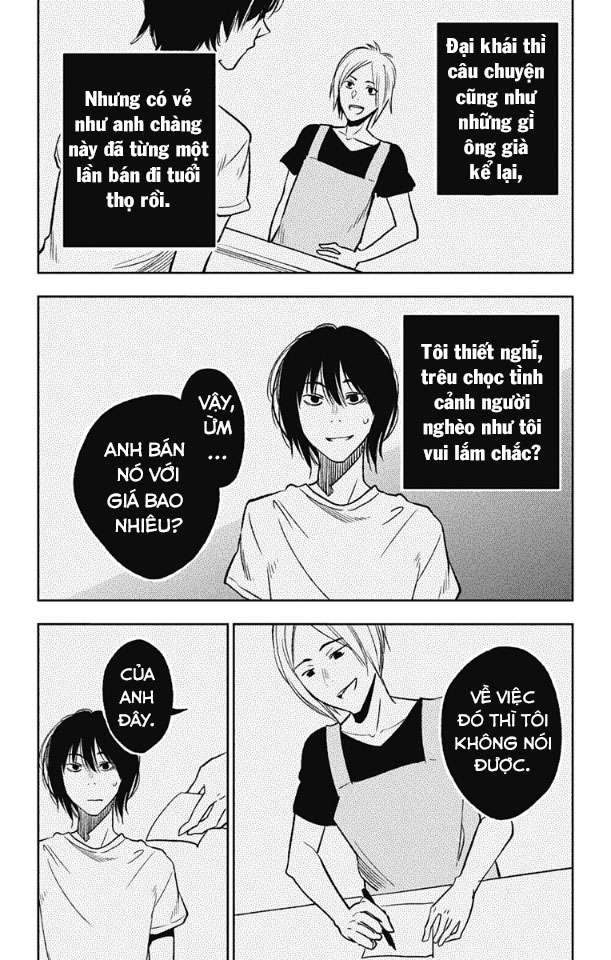 Đại khái thì
câu chuyện
cũng như
những gì
ông già
kể lại,
Nhưng có vẻ
như anh chàng
này đã từng một
lần bán đi tuổi
thọ rồi.
Tôi thiết nghĩ,
trêu chọc tình
cảnh người
nghèo như tôi
vui lắm chắc?
VẬY,
ỪM
...
ANH BÁN
NÓ VỚI
GIÁ BAO
NHIÊU?
VỀ VIỆC
ĐÓ THÌ TÔI
KHÔNG NÓI
ĐƯỢC.
CỦA
ANH
ĐÂY.